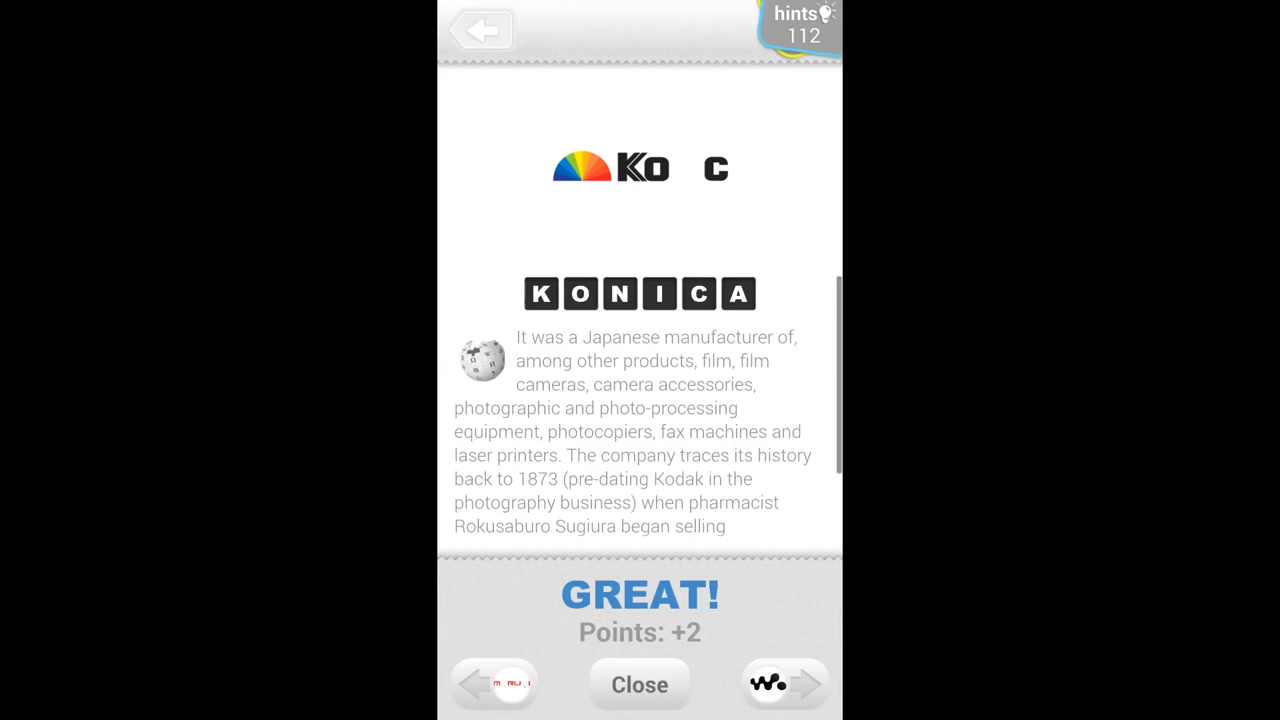 hints
112
Ko C
KONICA
It was a Japanese manufacturer of,
among other products, film, film
cameras, camera accessories,
photographic and photo-processing
equipment, photocopiers, fax machines and
laser printers. The company traces its history
back to 1873 (pre-dating Kodak in the
photography business) when pharmacist
Rokusaburo Sugiura began selling
GREAT!
Points: +2
Close